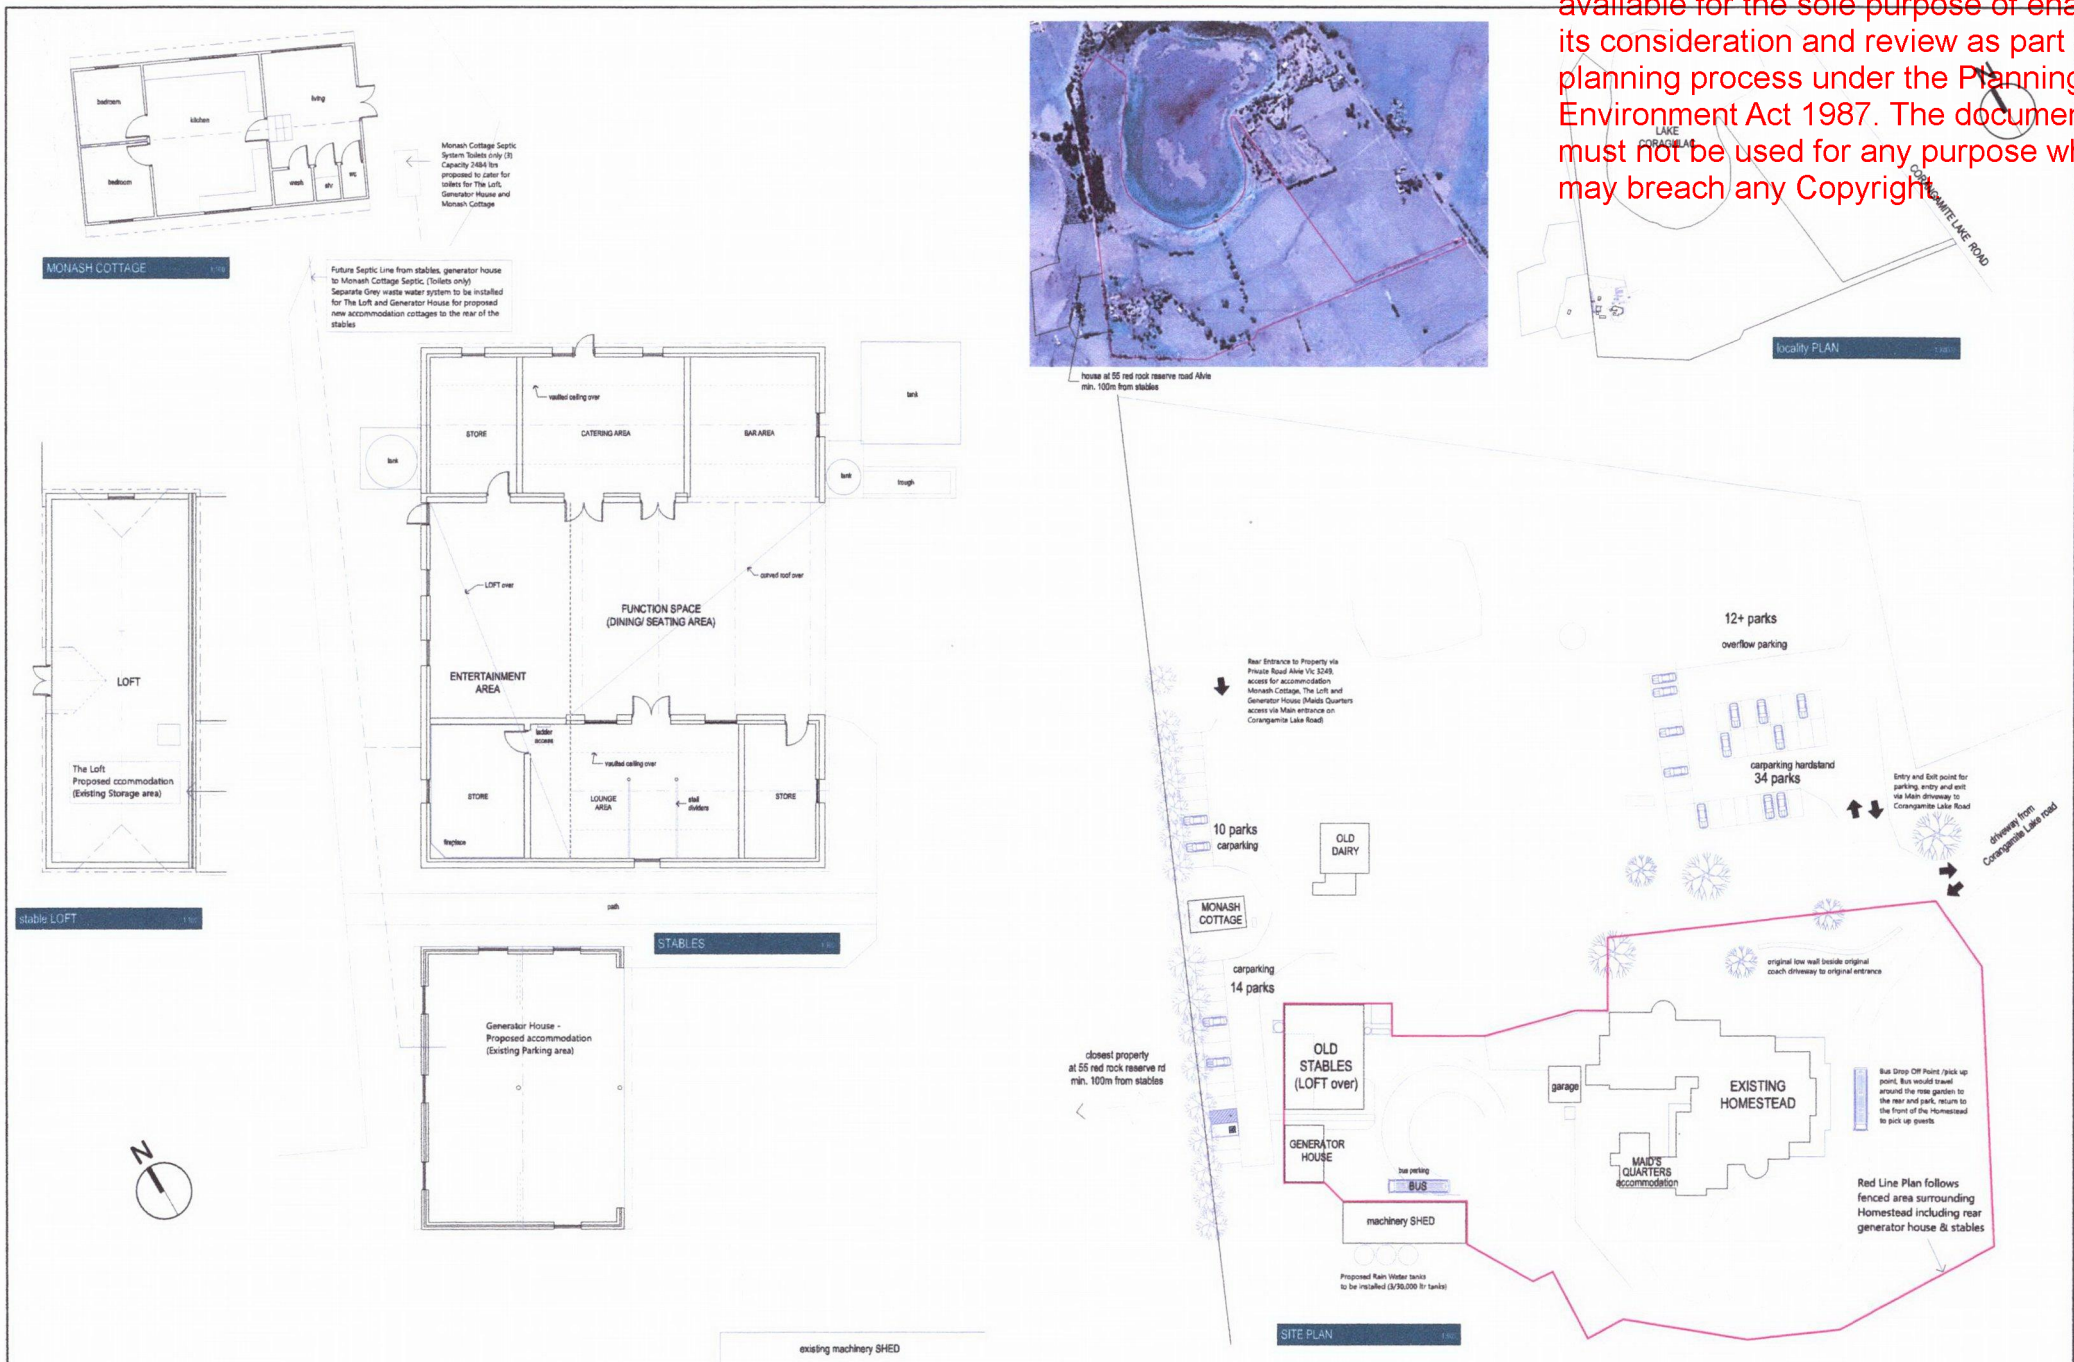 available for the sole purpose of ena
its consideration and review as part
planning process under the Planning
Environment Act 1987. The documen
must not be used for any purpose wh
may breach any Copyright
bedroom
kitchen
living
bedroom
wash
shr
wc
Monash Cottage Septic
System Toilets only (3)
Capacity 2484 ltrs
proposed to cater for
toilets for The Loft,
Generator House and
Monash Cottage
MONASH COTTAGE
Future Septic Line from stables, generator house
to Monash Cottage Septic, (Toilets only)
Separate Grey waste water system to be installed
for The Loft and Generator House for proposed
new accommodation cottages to the rear of the
stables
house at 55 red rock reserve road Alvie
min. 100m from stables
N
LAKE
CORAGULAC
CORANGAMITE LAKE ROAD
locality PLAN
STORE
vaulted ceiling over
CATERING AREA
BAR AREA
tank
tank
tank
trough
LOFT over
curved roof over
FUNCTION SPACE
(DINING/ SEATING AREA)
ENTERTAINMENT
AREA
ladder
access
vaulted ceiling over
STORE
LOUNGE
AREA
stall
dividers
STORE
fireplace
path
STABLES
LOFT
The Loft
Proposed ccommodation
(Existing Storage area)
stable LOFT
Generator House -
Proposed accommodation
(Existing Parking area)
N
existing machinery SHED
Rear Entrance to Property via
Private Road Alvie Vic 3249,
access for accommodation
Monash Cottage, The Loft and
Generator House (Maids Quarters
access via Main entrance on
Corangamite Lake Road)
12+ parks
overflow parking
carparking hardstand
34 parks
Entry and Exit point for
parking, entry and exit
via Main driveway to
Corangamite Lake Road
driveway from
Corangamite Lake road
10 parks
carparking
OLD
DAIRY
MONASH
COTTAGE
carparking
14 parks
original low wall beside original
coach driveway to original entrance
closest property
at 55 red rock reserve rd
min. 100m from stables
OLD
STABLES
(LOFT over)
garage
EXISTING
HOMESTEAD
Bus Drop Off Point /pick up
point, Bus would travel
around the rose garden to
the rear and park, return to
the front of the Homestead
to pick up guests
GENERATOR
HOUSE
bus parking
BUS
MAID'S
QUARTERS
accommodation
machinery SHED
Red Line Plan follows
fenced area surrounding
Homestead including rear
generator house & stables
Proposed Rain Water tanks
to be installed (3/30,000 ltr tanks)
SITE PLAN